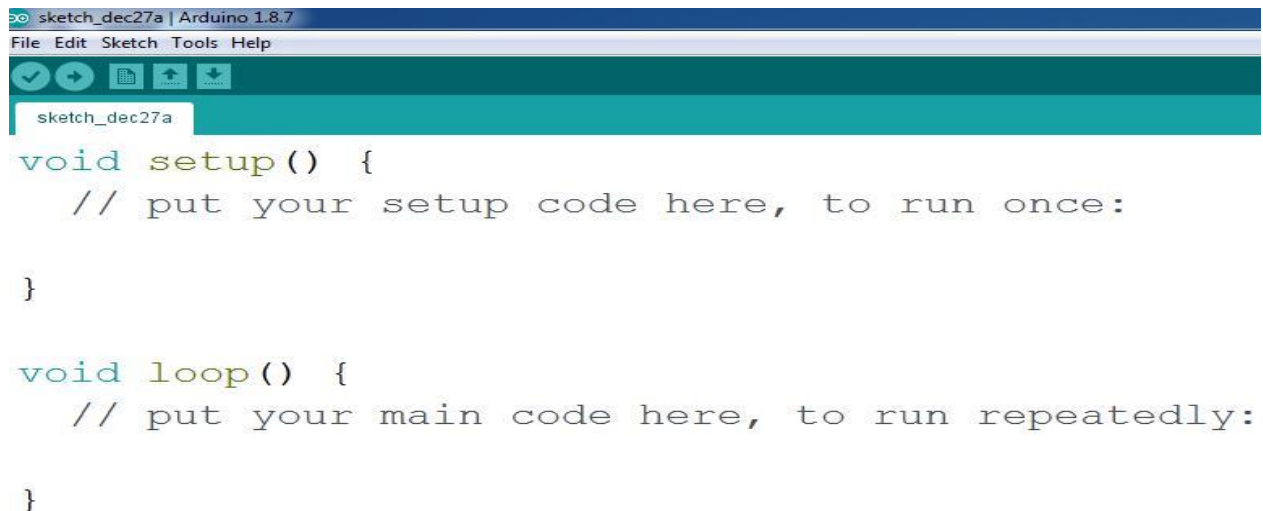 sketch_dec27a | Arduino 1.8.7
File Edit Sketch Tools Help
sketch_dec27a
void setup() {
  // put your setup code here, to run once:
}
void loop() {
  // put your main code here, to run repeatedly:
}